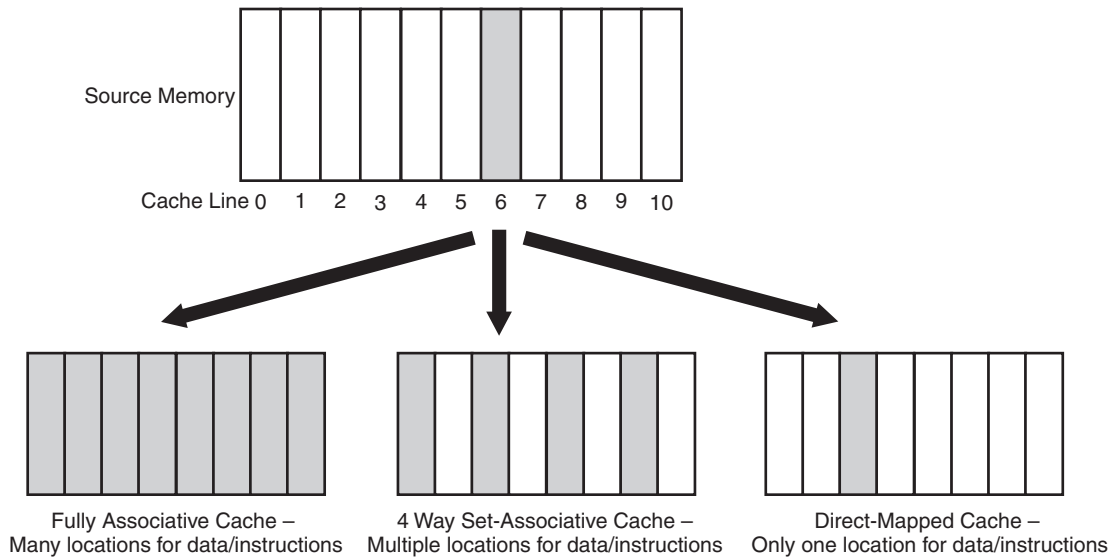 Source Memory
Cache Line 0 1 2 3 4 5 6 7 8 9 10
Fully Associative Cache –
Many locations for data/instructions
4 Way Set-Associative Cache –
Multiple locations for data/instructions
Direct-Mapped Cache –
Only one location for data/instructions